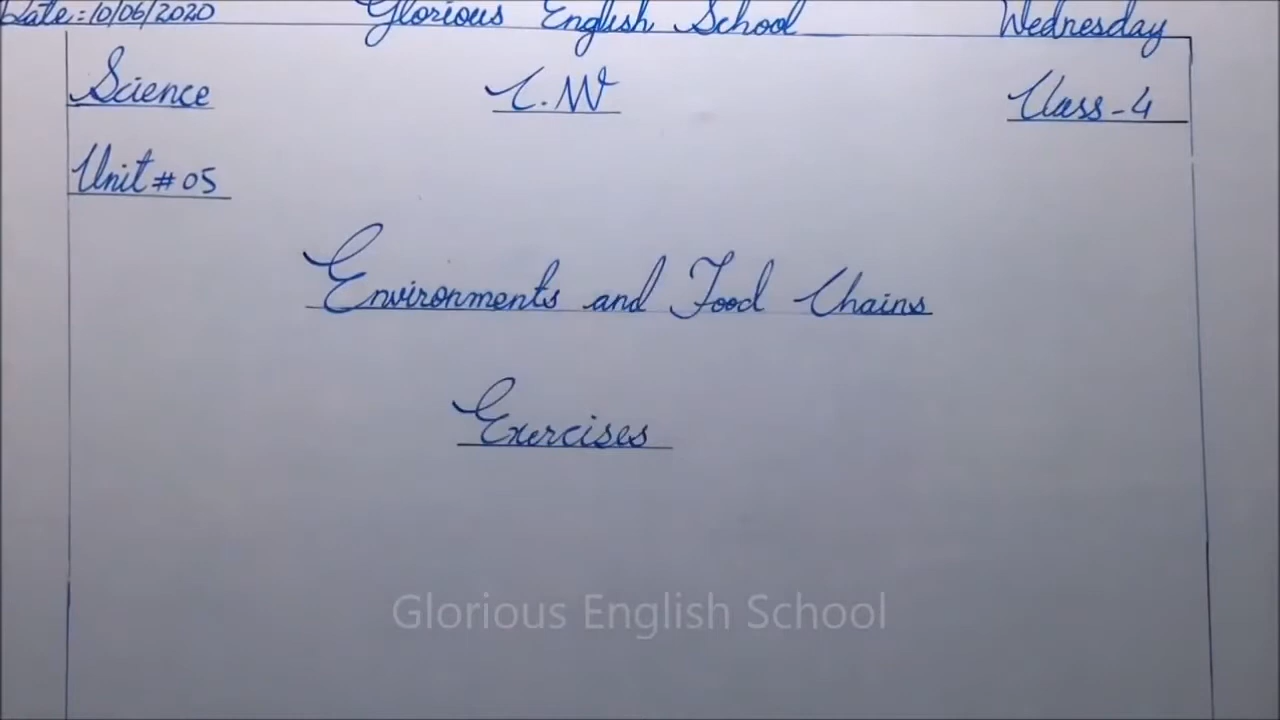 Date: 10/06/2020 Glorious English School Wednesday
Science C.W Class-4
Unit # 05
Environments and Food Chains
Exercises
Glorious English School